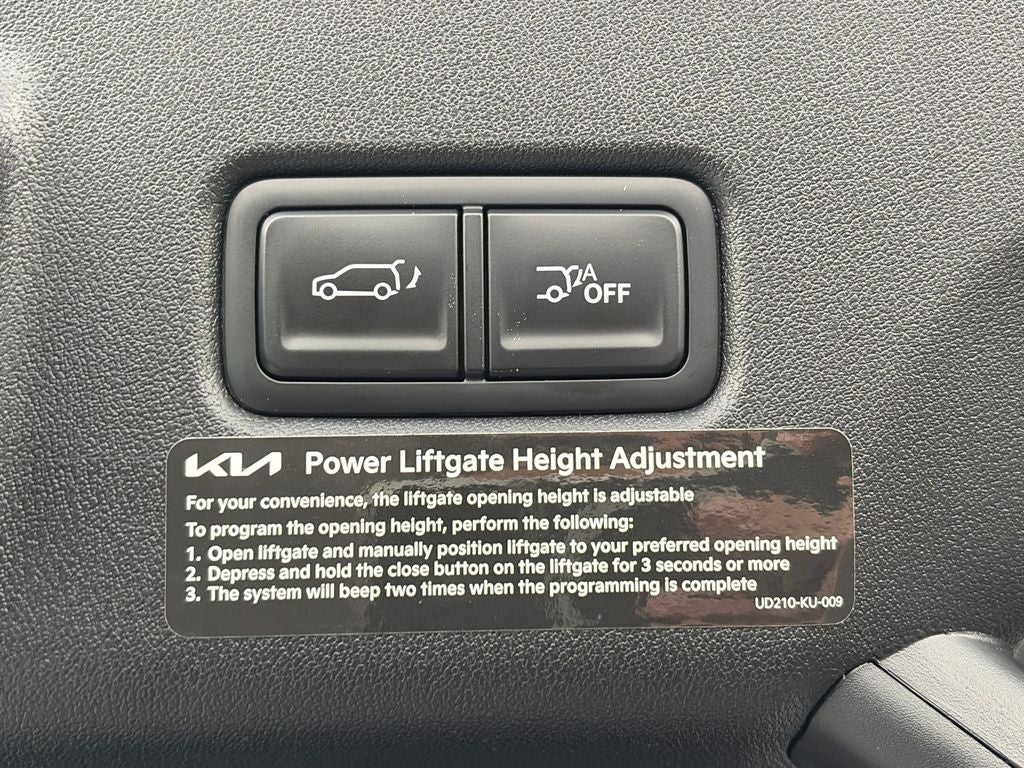 A
OFF
KIA Power Liftgate Height Adjustment
For your convenience, the liftgate opening height is adjustable
To program the opening height, perform the following:
1. Open liftgate and manually position liftgate to your preferred opening height
2. Depress and hold the close button on the liftgate for 3 seconds or more
3. The system will beep two times when the programming is complete
UD210-KU-009